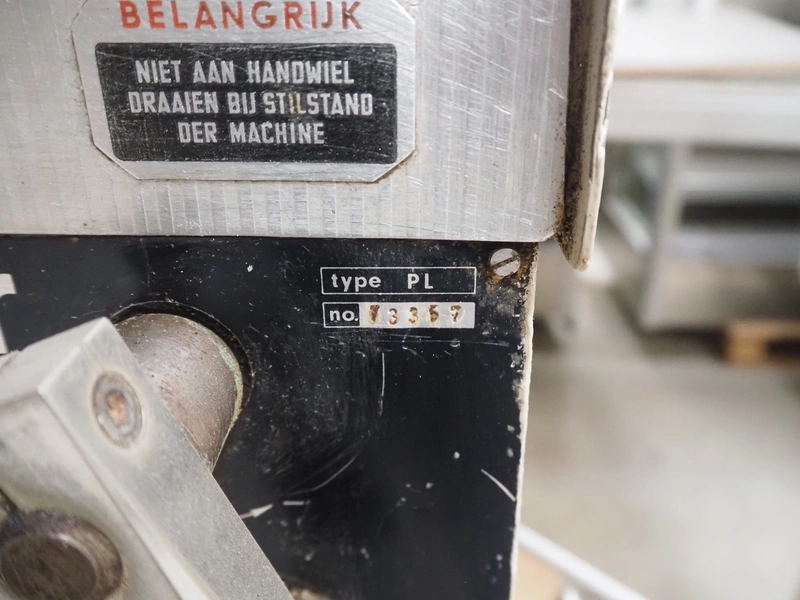 BELANGRIJK
NIET AAN HANDWIEL
DRAAIEN BIJ STILSTAND
DER MACHINE
type PL
no.